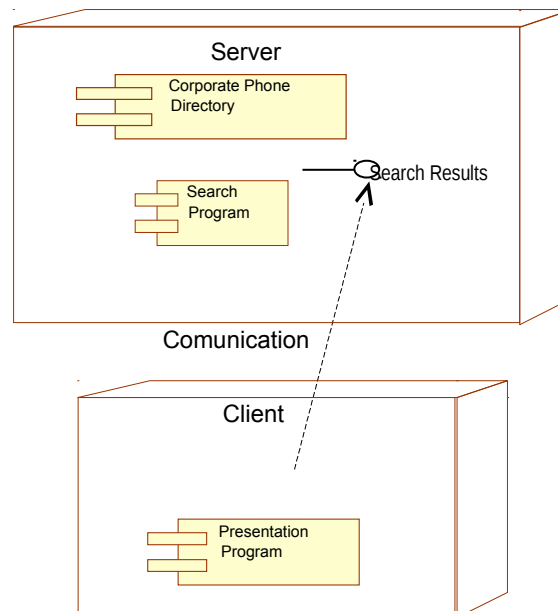 Server
Corporate Phone
Directory
Search Results
Search
Program
Comunication
Client
Presentation
Program